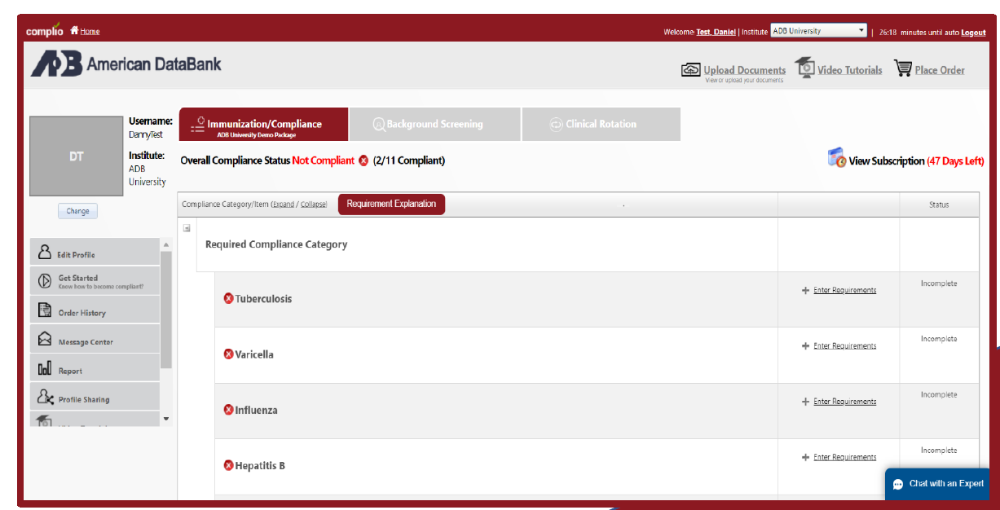 complio Home
Welcome Test, Daniel | Institute ADB University | 26:18 minutes until auto Logout
ADB American DataBank
Upload Documents
View or upload your documents
Video Tutorials
Place Order
DT
Username:
DannyTest
Institute:
ADB
University
Change
Immunization/Compliance
ADB University Demo Package
Background Screening
Clinical Rotation
Overall Compliance Status Not Compliant (2/11 Compliant)
View Subscription (47 Days Left)
Edit Profile
Get Started
Know how to become compliant?
Order History
Message Center
Report
Profile Sharing
Compliance Category/Item (Expand / Collapse)
Requirement Explanation
Status
Required Compliance Category
Tuberculosis
Enter Requirements
Incomplete
Varicella
Enter Requirements
Incomplete
Influenza
Enter Requirements
Incomplete
Hepatitis B
Enter Requirements
Incomplete
Chat with an Expert